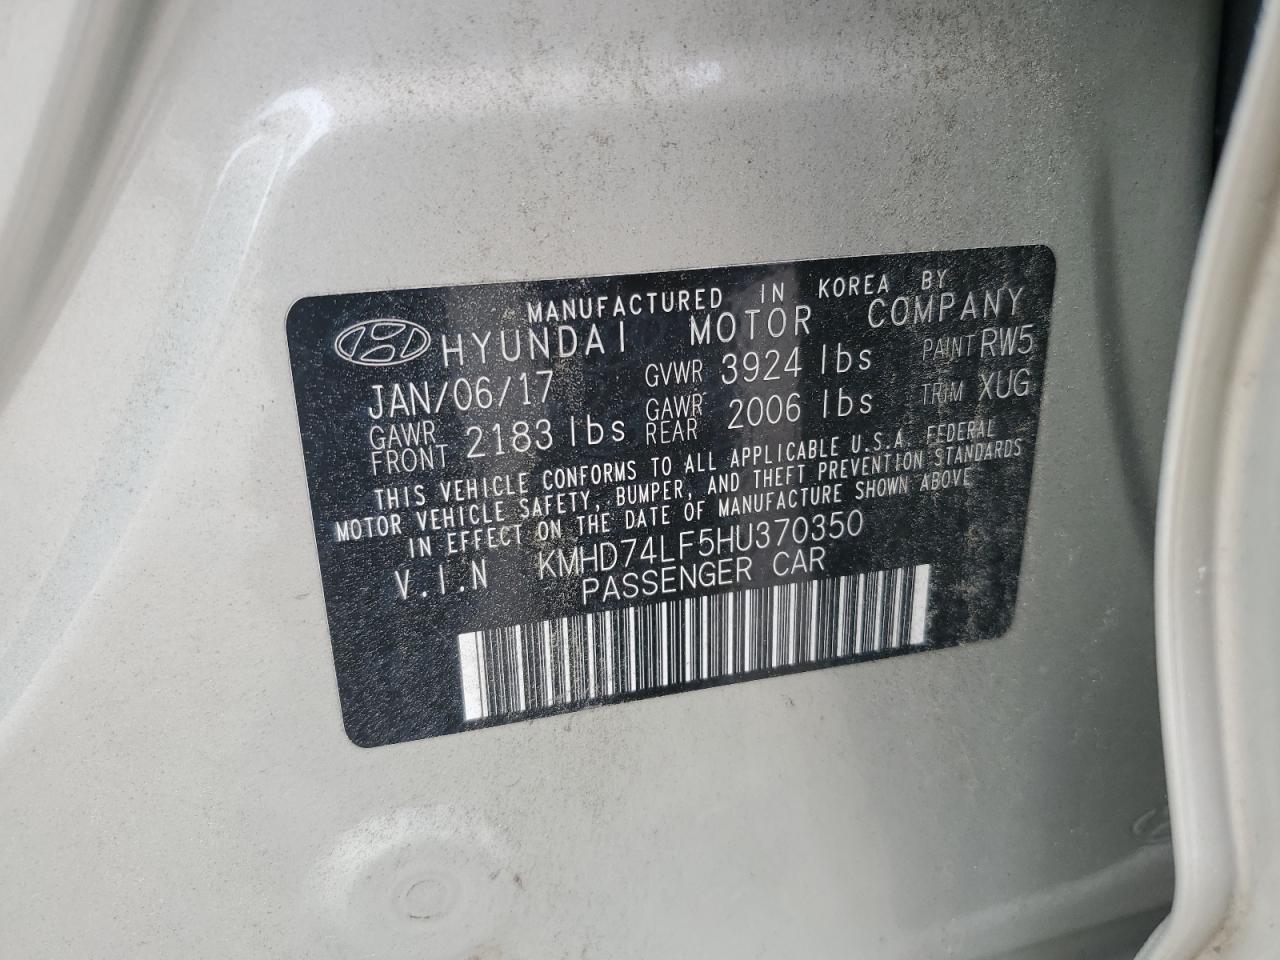 MANUFACTURED IN KOREA BY
HYUNDAI MOTOR COMPANY
JAN/06/17 GVWR 3924 lbs PAINT RW5
GAWR FRONT 2183 lbs GAWR REAR 2006 lbs TRIM XUG
THIS VEHICLE CONFORMS TO ALL APPLICABLE U.S.A. FEDERAL
MOTOR VEHICLE SAFETY, BUMPER, AND THEFT PREVENTION STANDARDS
IN EFFECT ON THE DATE OF MANUFACTURE SHOWN ABOVE
V.I.N KMHD74LF5HU370350
PASSENGER CAR